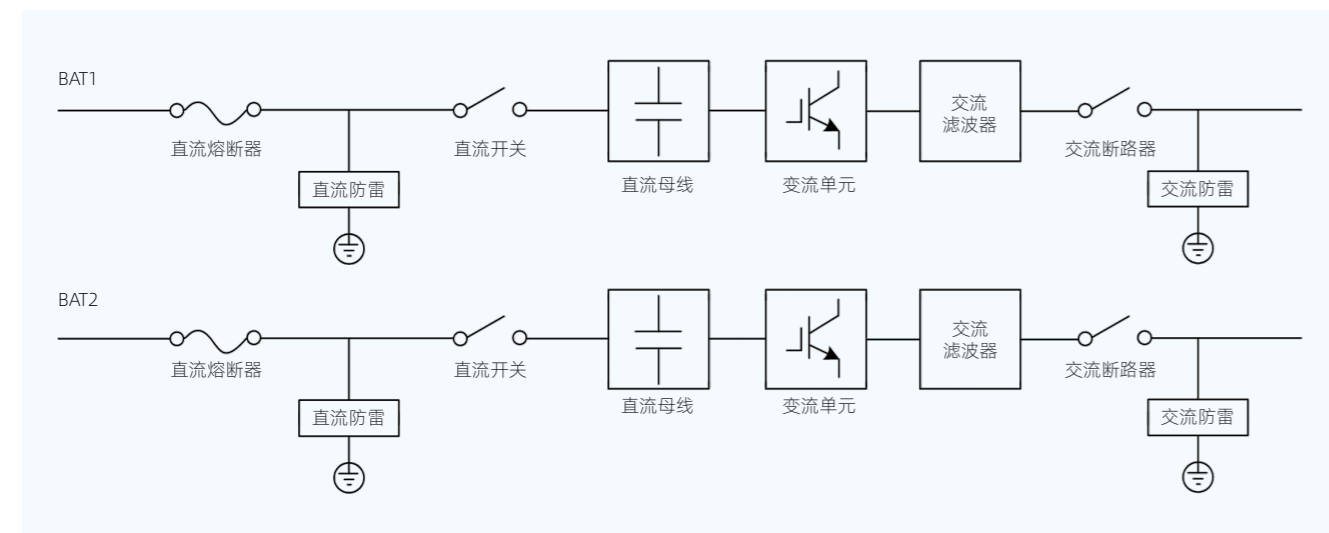 BAT1
交流
滤波器
直流熔断器
直流开关
交流断路器
直流防雷
直流母线
变流单元
交流防雷
BAT2
交流
滤波器
直流熔断器
直流开关
交流断路器
直流防雷
直流母线
变流单元
交流防雷